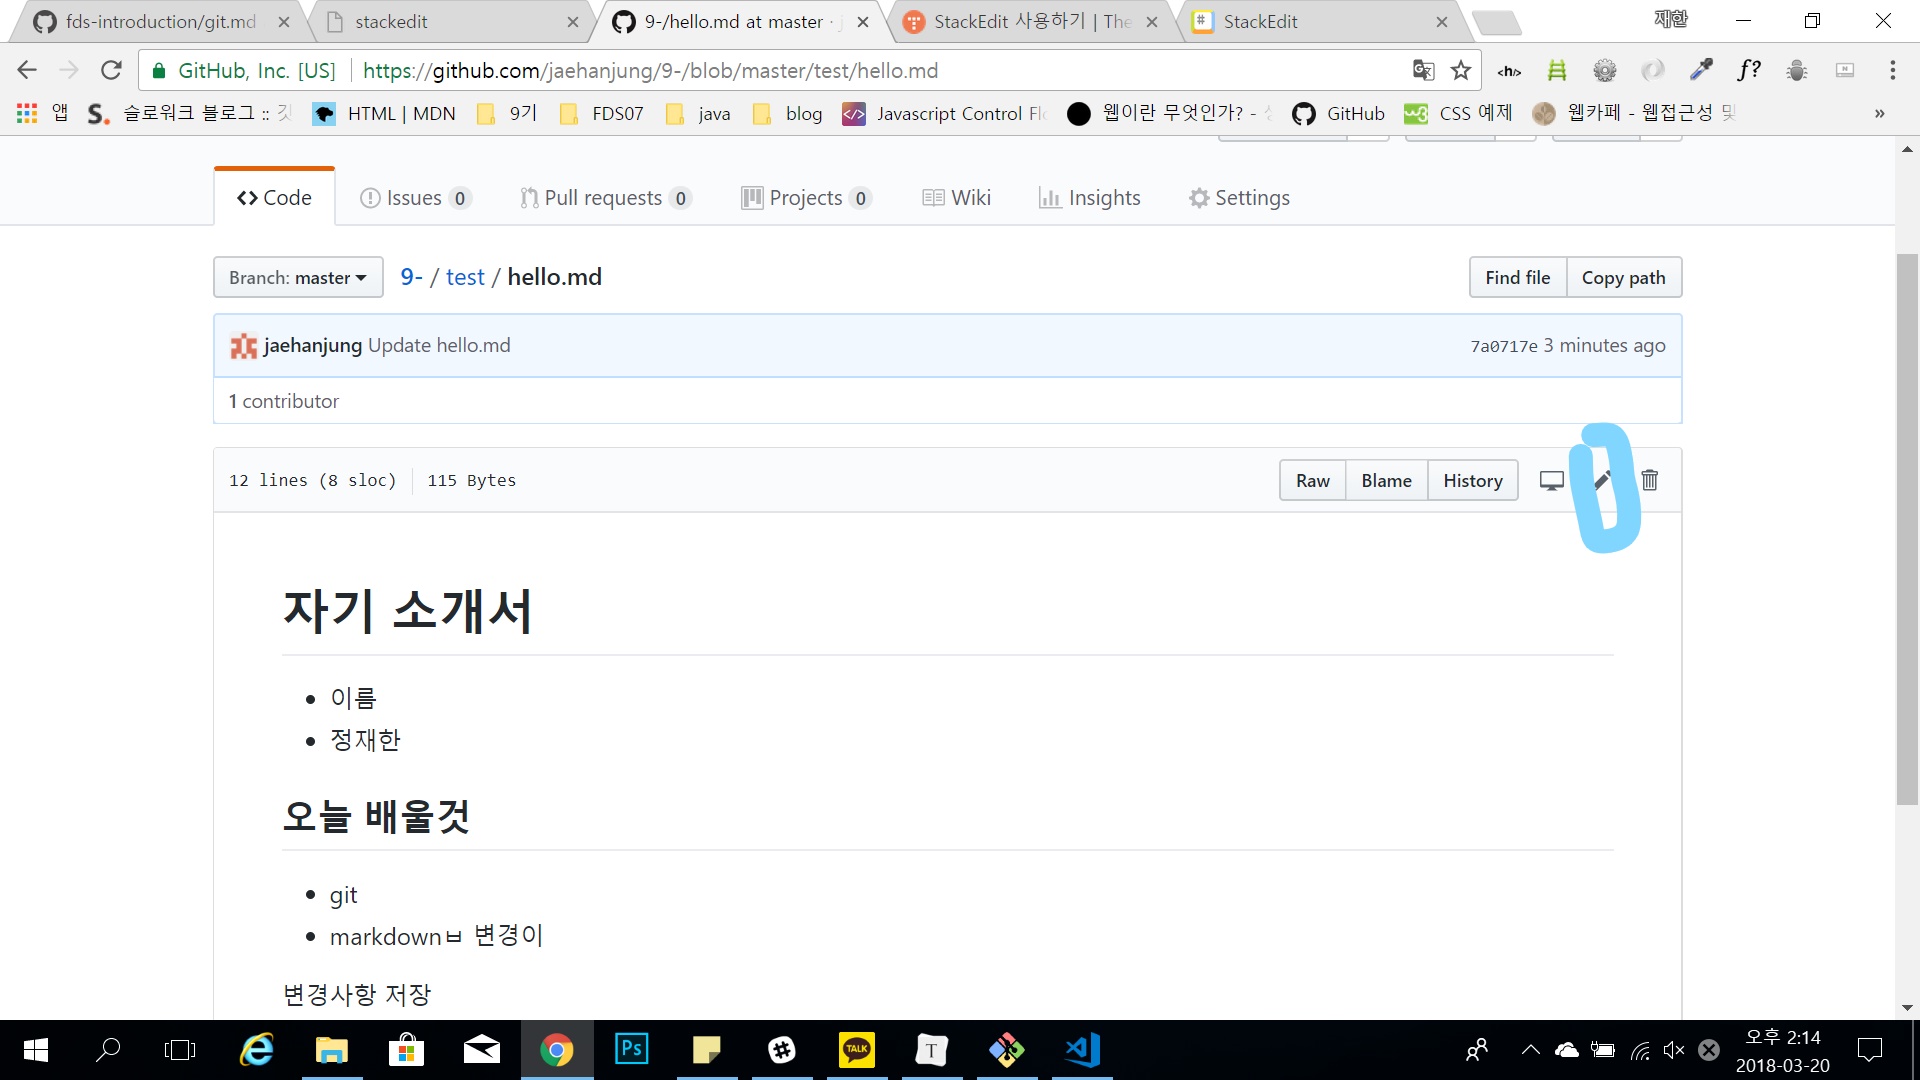 fds-introduction/git.md
stackedit
9-/hello.md at master ·
StackEdit 사용하기 | The
StackEdit
재한
GitHub, Inc. [US]
https://github.com/jaehanjung/9-/blob/master/test/hello.md
<h/>
f?
앱
슬로워크 블로그 ::
HTML | MDN
9기
FDS07
java
blog
Javascript Control Fl
웹이란 무엇인가? -
GitHub
CSS 예제
웹카페 - 웹접근성 및
»
Code
Issues 0
Pull requests 0
Projects 0
Wiki
Insights
Settings
Branch: master
9- / test / hello.md
Find file
Copy path
jaehanjung Update hello.md
7a0717e 3 minutes ago
1 contributor
12 lines (8 sloc)
115 Bytes
Raw
Blame
History
자기 소개서
• 이름
• 정재한
오늘 배울것
• git
• markdownㅂ 변경이
변경사항 저장
Ps
TALK
T
오후 2:14
2018-03-20